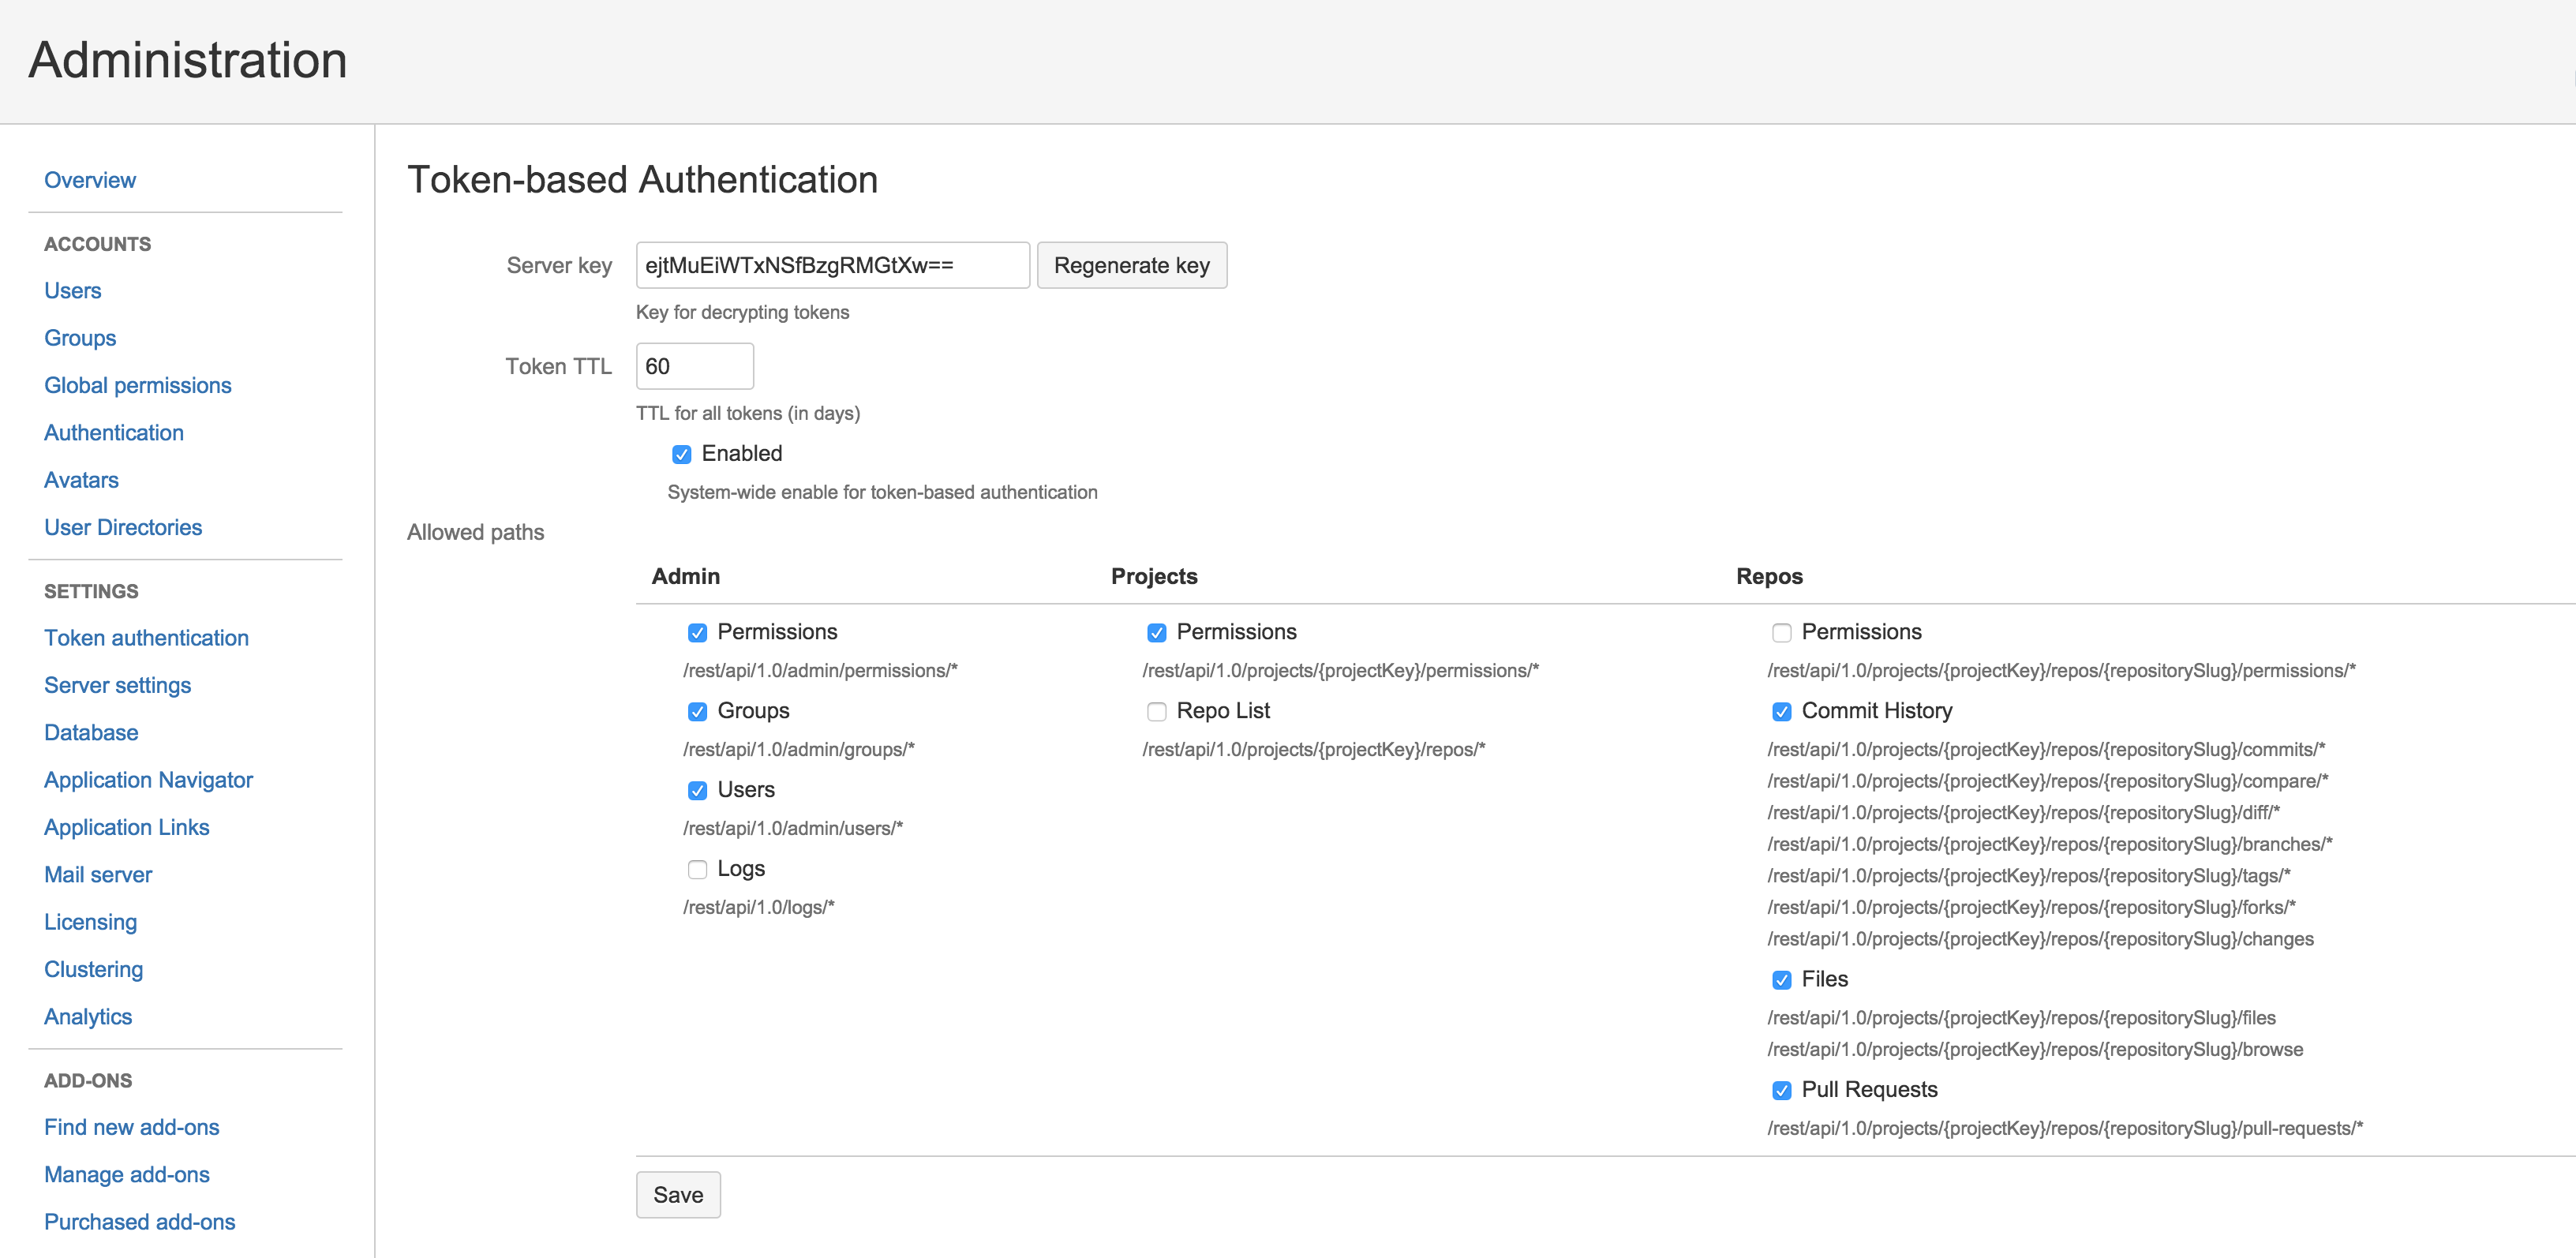 Administration
Overview
ACCOUNTS
Users
Groups
Global permissions
Authentication
Avatars
User Directories
SETTINGS
Token authentication
Server settings
Database
Application Navigator
Application Links
Mail server
Licensing
Clustering
Analytics
ADD-ONS
Find new add-ons
Manage add-ons
Purchased add-ons
Token-based Authentication
Server key ejtMuEiWTxNSfBzgRMGtXw== Regenerate key
Key for decrypting tokens
Token TTL 60
TTL for all tokens (in days)
Enabled
System-wide enable for token-based authentication
Allowed paths
Admin
Permissions
/rest/api/1.0/admin/permissions/*
Groups
/rest/api/1.0/admin/groups/*
Users
/rest/api/1.0/admin/users/*
Logs
/rest/api/1.0/logs/*
Projects
Permissions
/rest/api/1.0/projects/{projectKey}/permissions/*
Repo List
/rest/api/1.0/projects/{projectKey}/repos/*
Repos
Permissions
/rest/api/1.0/projects/{projectKey}/repos/{repositorySlug}/permissions/*
Commit History
/rest/api/1.0/projects/{projectKey}/repos/{repositorySlug}/commits/*
/rest/api/1.0/projects/{projectKey}/repos/{repositorySlug}/compare/*
/rest/api/1.0/projects/{projectKey}/repos/{repositorySlug}/diff/*
/rest/api/1.0/projects/{projectKey}/repos/{repositorySlug}/branches/*
/rest/api/1.0/projects/{projectKey}/repos/{repositorySlug}/tags/*
/rest/api/1.0/projects/{projectKey}/repos/{repositorySlug}/forks/*
/rest/api/1.0/projects/{projectKey}/repos/{repositorySlug}/changes
Files
/rest/api/1.0/projects/{projectKey}/repos/{repositorySlug}/files
/rest/api/1.0/projects/{projectKey}/repos/{repositorySlug}/browse
Pull Requests
/rest/api/1.0/projects/{projectKey}/repos/{repositorySlug}/pull-requests/*
Save